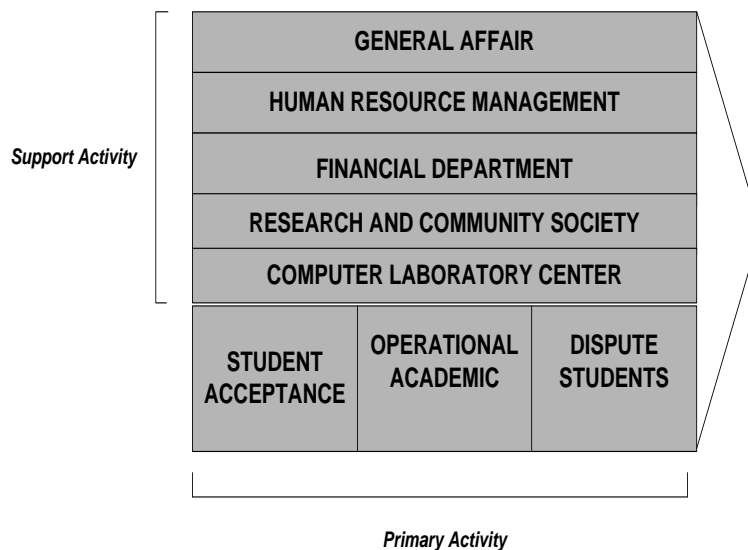 GENERAL AFFAIR
HUMAN RESOURCE MANAGEMENT
Support Activity
FINANCIAL DEPARTMENT
RESEARCH AND COMMUNITY SOCIETY
COMPUTER LABORATORY CENTER
STUDENT
ACCEPTANCE
OPERATIONAL
ACADEMIC
DISPUTE
STUDENTS
Primary Activity